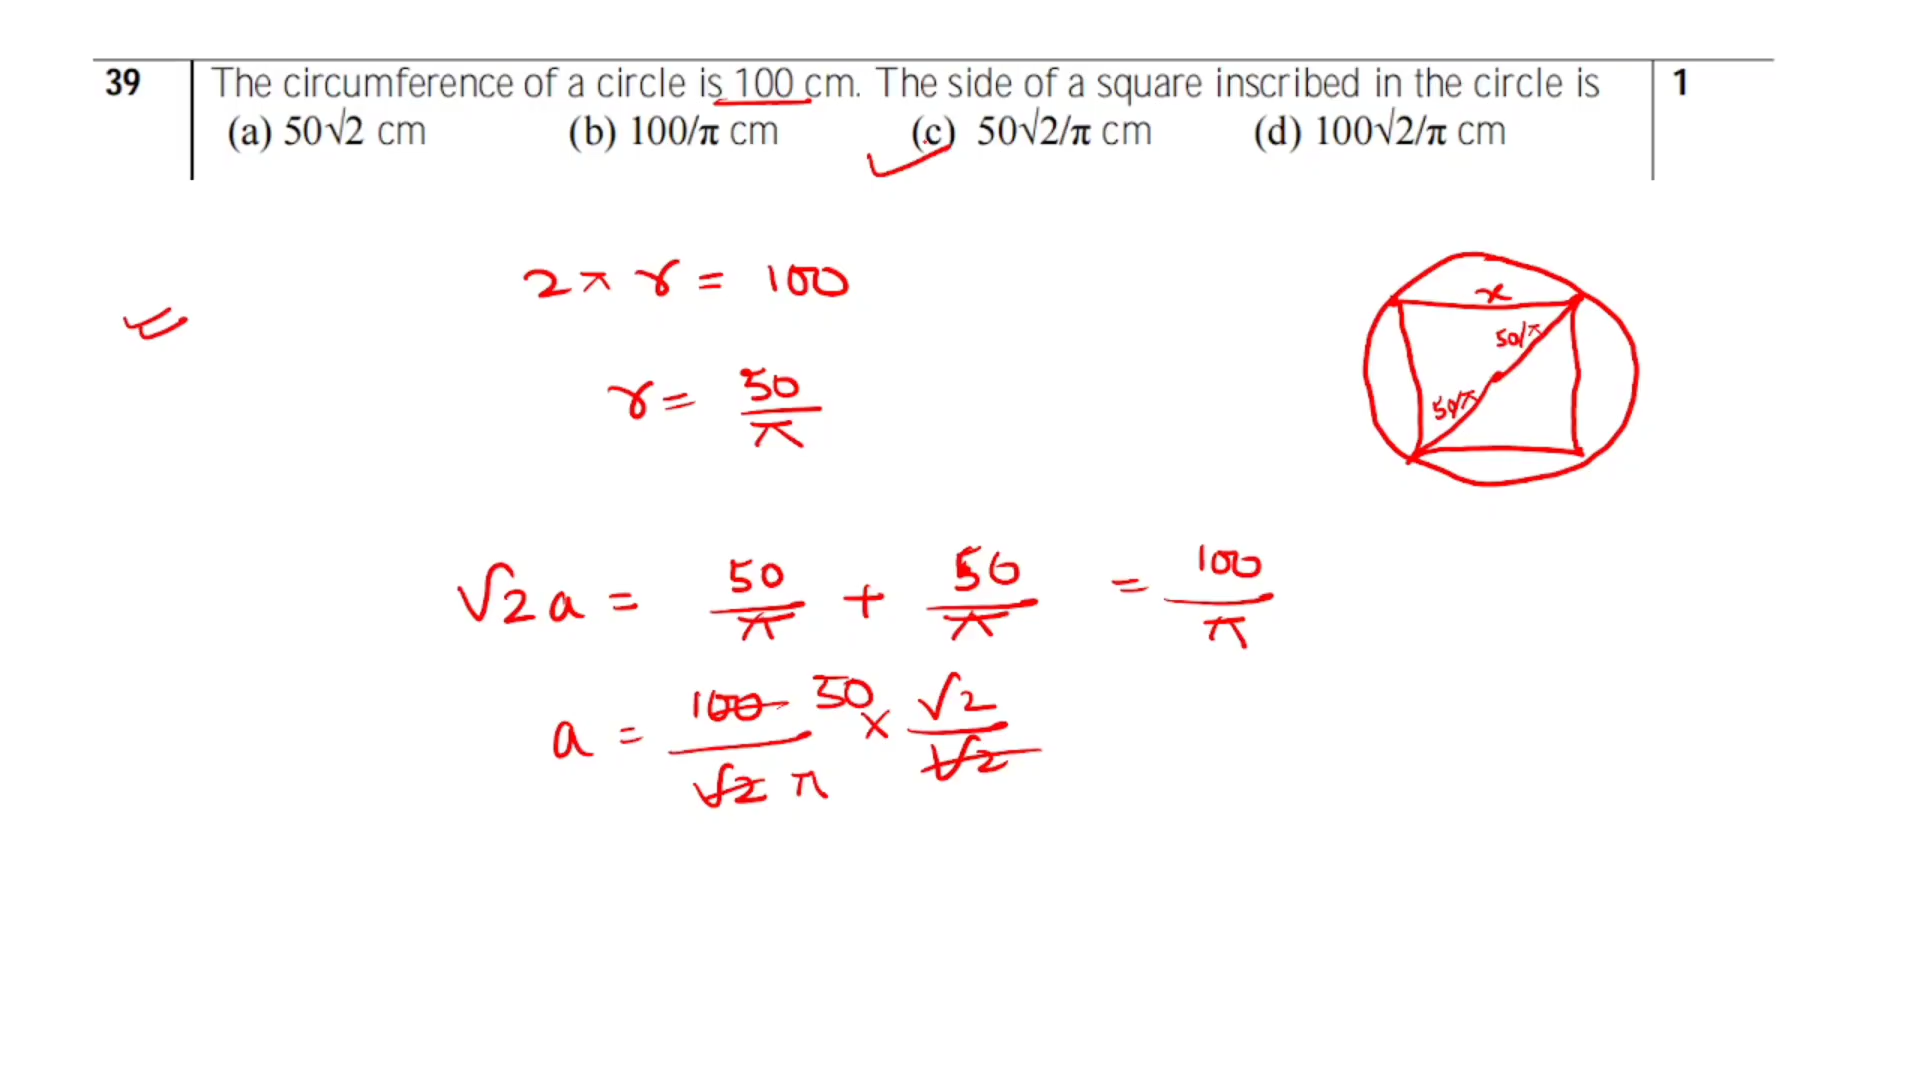 39 The circumference of a circle is 100 cm. The side of a square inscribed in the circle is 1
(a) 50√2 cm (b) 100/π cm (c) 50√2/π cm (d) 100√2/π cm
2πr = 100
x
50/π
50/π
r = 50/π
√2a = 50/π + 50/π = 100/π
a = 100/√2π 50 × √2/√2